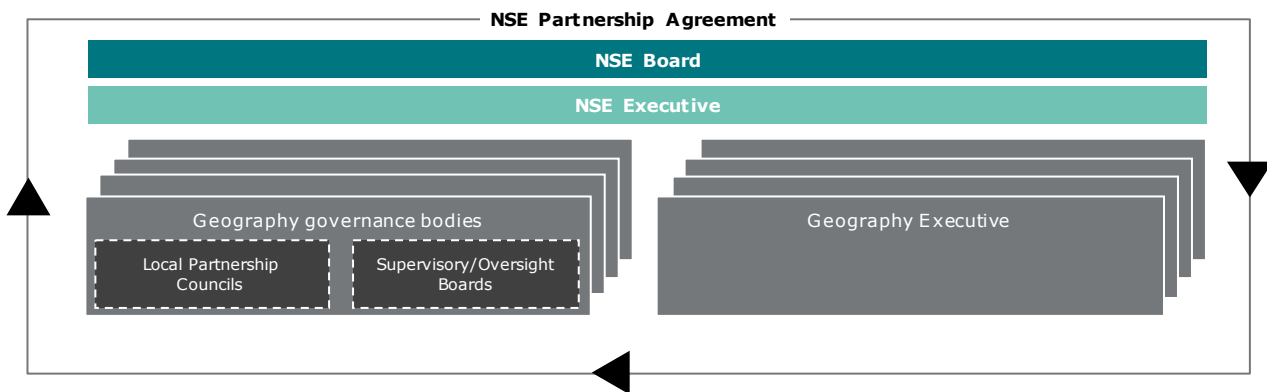 NSE Partnership Agreement
NSE Board
NSE Executive
Geography governance bodies
Local Partnership
Councils
Supervisory/Oversight
Boards
Geography Executive